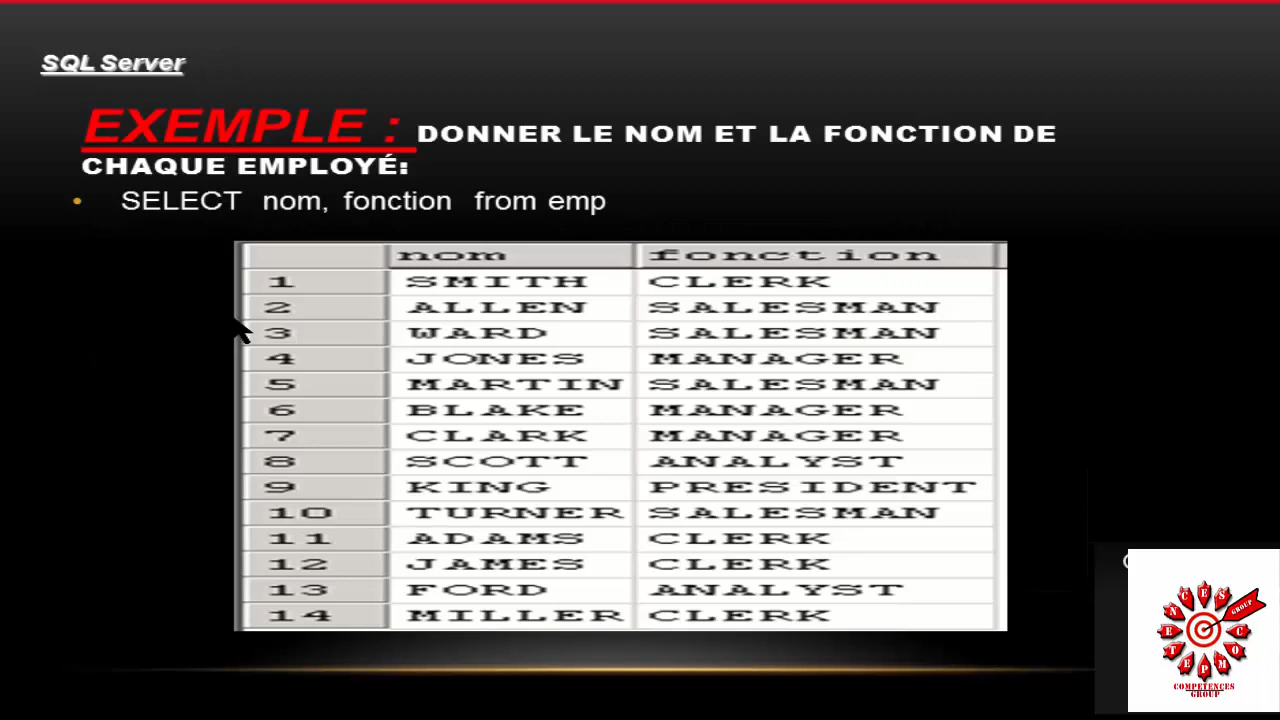 SQL Server
EXEMPLE : DONNER LE NOM ET LA FONCTION DE
CHAQUE EMPLOYÉ:
• SELECT nom, fonction from emp
nom fonction
1 SMITH CLERK
2 ALLEN SALESMAN
3 WARD SALESMAN
4 JONES MANAGER
5 MARTIN SALESMAN
6 BLAKE MANAGER
7 CLARK MANAGER
8 SCOTT ANALYST
9 KING PRESIDENT
10 TURNER SALESMAN
11 ADAMS CLERK
12 JAMES CLERK
13 FORD ANALYST
14 MILLER CLERK
COMPETENCES
GROUP
COMPETENCES
GROUP